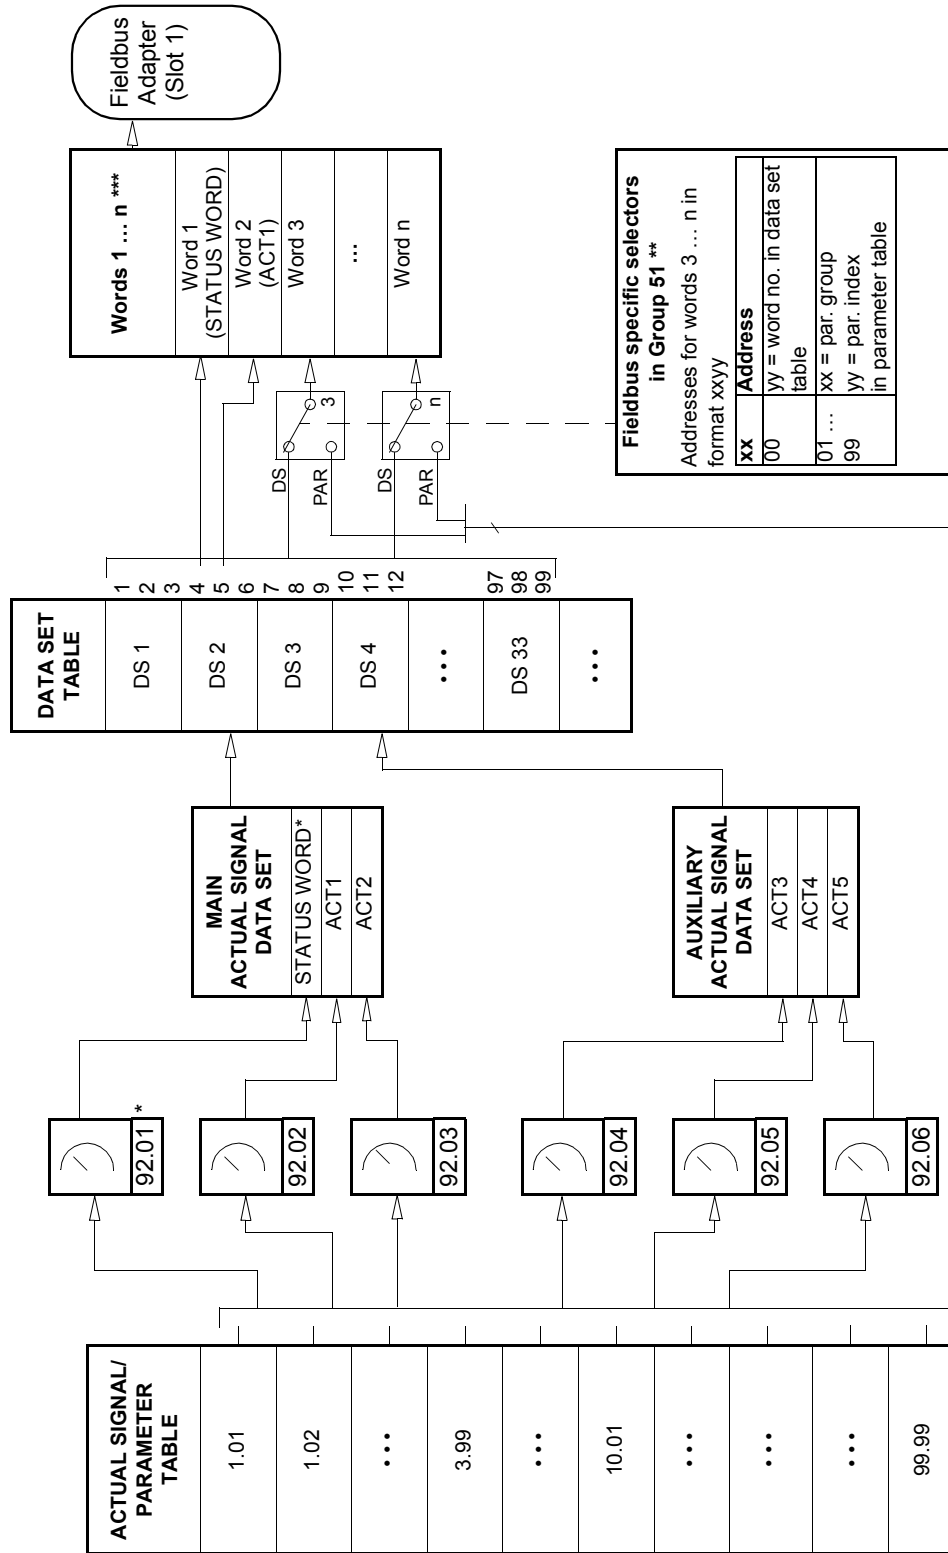 ACTUAL SIGNAL/
PARAMETER
TABLE
1.01
1.02
...
3.99
...
10.01
...
...
...
99.99
92.01 *
92.02
92.03
92.04
92.05
92.06
MAIN
ACTUAL SIGNAL
DATA SET
STATUS WORD*
ACT1
ACT2
AUXILIARY
ACTUAL SIGNAL
DATA SET
ACT3
ACT4
ACT5
DATA SET
TABLE
DS 1
DS 2
DS 3
DS 4
...
DS 33
...
1
2
3
4
5
6
7
8
9
10
11
12
97
98
99
DS
PAR
3
DS
PAR
n
Words 1 ... n ***
Word 1
(STATUS WORD)
Word 2
(ACT1)
Word 3
...
Word n
Fieldbus
Adapter
(Slot 1)
Fieldbus specific selectors
in Group 51 **
Addresses for words 3 ... n in
format xxyy
xx Address
00 yy = word no. in data set
table
01 ... xx = par. group
99 yy = par. index
in parameter table